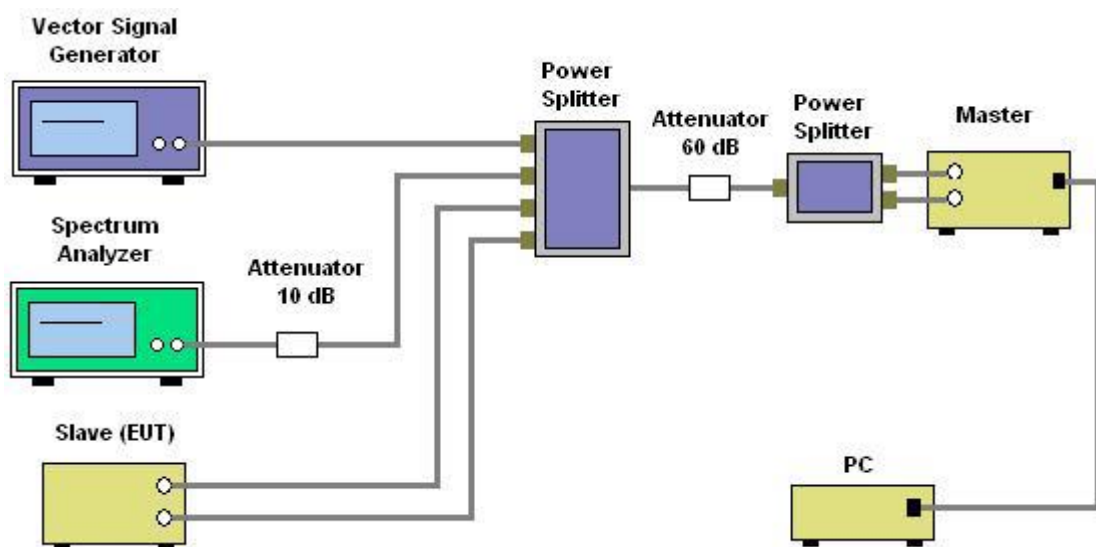 Vector Signal
Generator
Power
Splitter
Attenuator
60 dB
Power
Splitter
Master
Spectrum
Analyzer
Attenuator
10 dB
Slave (EUT)
PC